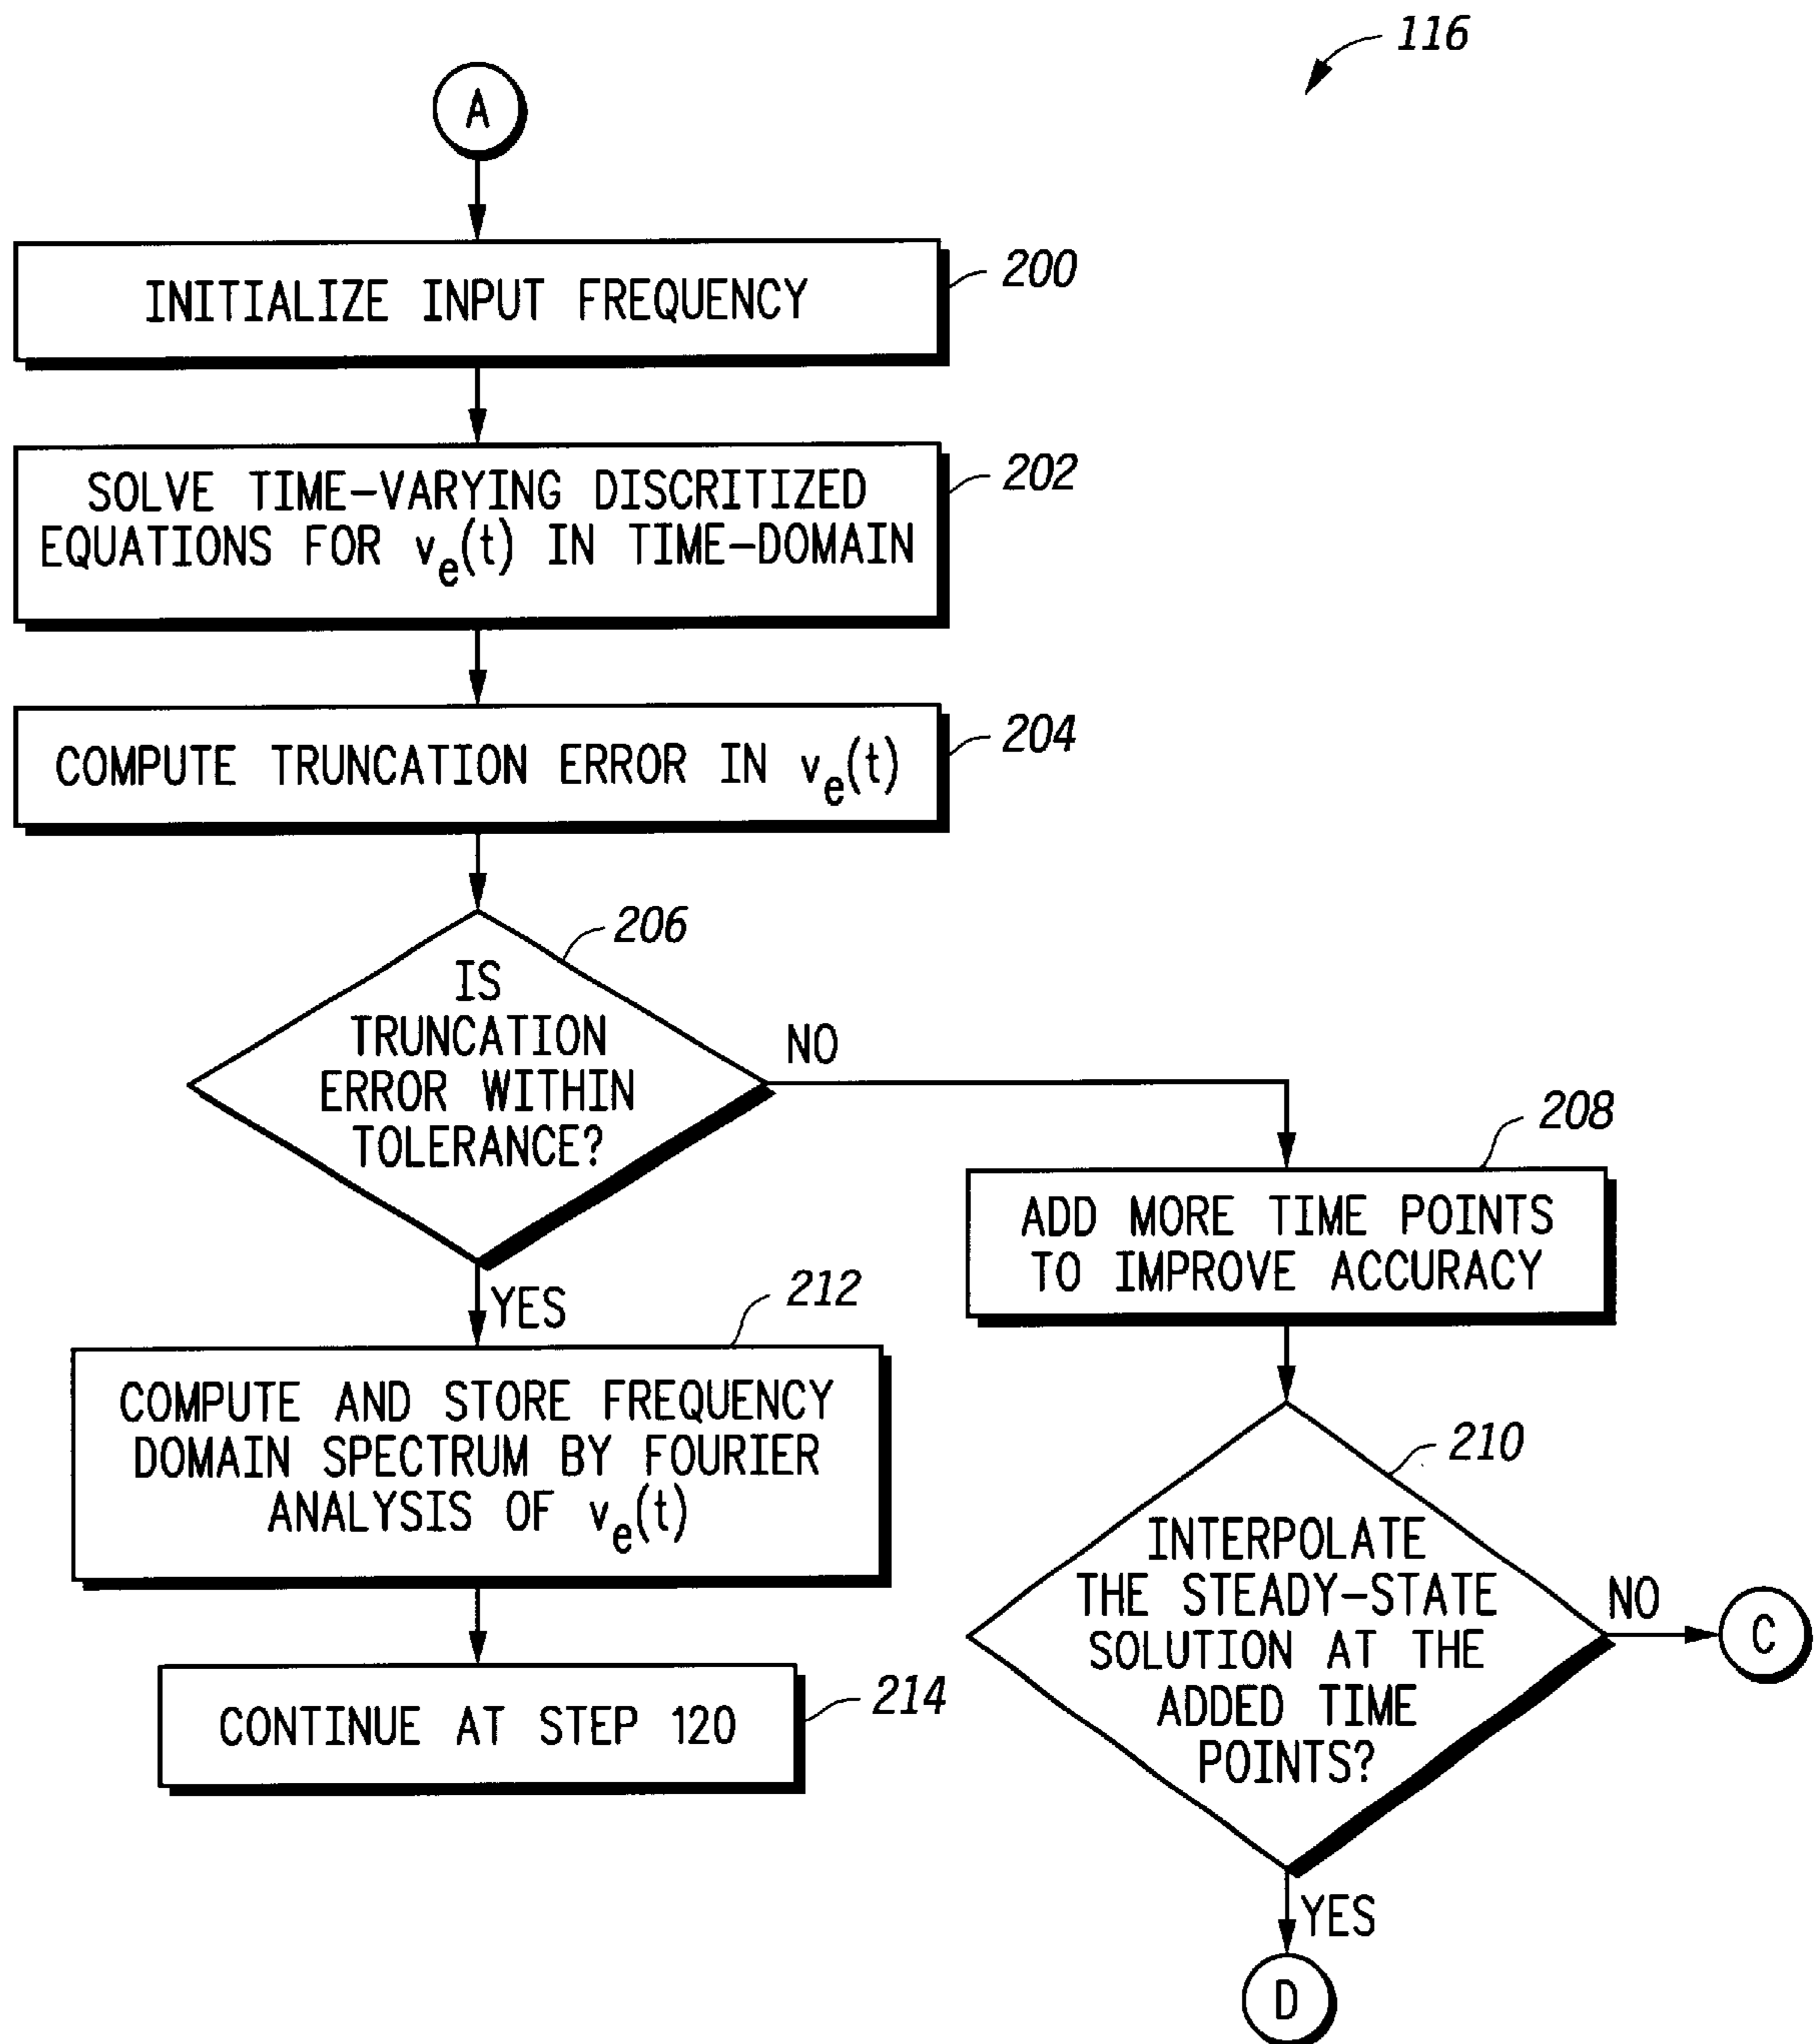 116
A
INITIALIZE INPUT FREQUENCY
200
SOLVE TIME-VARYING DISCRITIZED
EQUATIONS FOR vₑ(t) IN TIME-DOMAIN
202
COMPUTE TRUNCATION ERROR IN vₑ(t)
204
206
IS
TRUNCATION
ERROR WITHIN
TOLERANCE?
NO
YES
208
ADD MORE TIME POINTS
TO IMPROVE ACCURACY
212
COMPUTE AND STORE FREQUENCY
DOMAIN SPECTRUM BY FOURIER
ANALYSIS OF vₑ(t)
CONTINUE AT STEP 120
214
210
INTERPOLATE
THE STEADY-STATE
SOLUTION AT THE
ADDED TIME
POINTS?
NO
C
YES
D